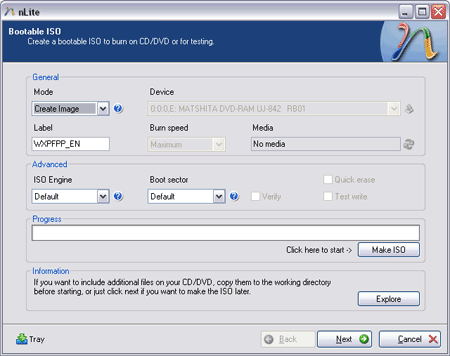 nLite
Bootable ISO
Create a bootable ISO to burn on CD/DVD or for testing.
General
Mode
Device
Create Image
0:0:0,E: MATSHITA DVD-RAM UJ-842 RB01
Label
Burn speed
Media
WXPFPP_EN
Maximum
No media
Advanced
ISO Engine
Boot sector
Quick erase
Default
Default
Verify
Test write
Progress
Click here to start ->
Make ISO
Information
If you want to include additional files on your CD/DVD, copy them to the working directory
before starting, or just click next if you want to make the ISO later.
Explore
Tray
Back
Next
Cancel